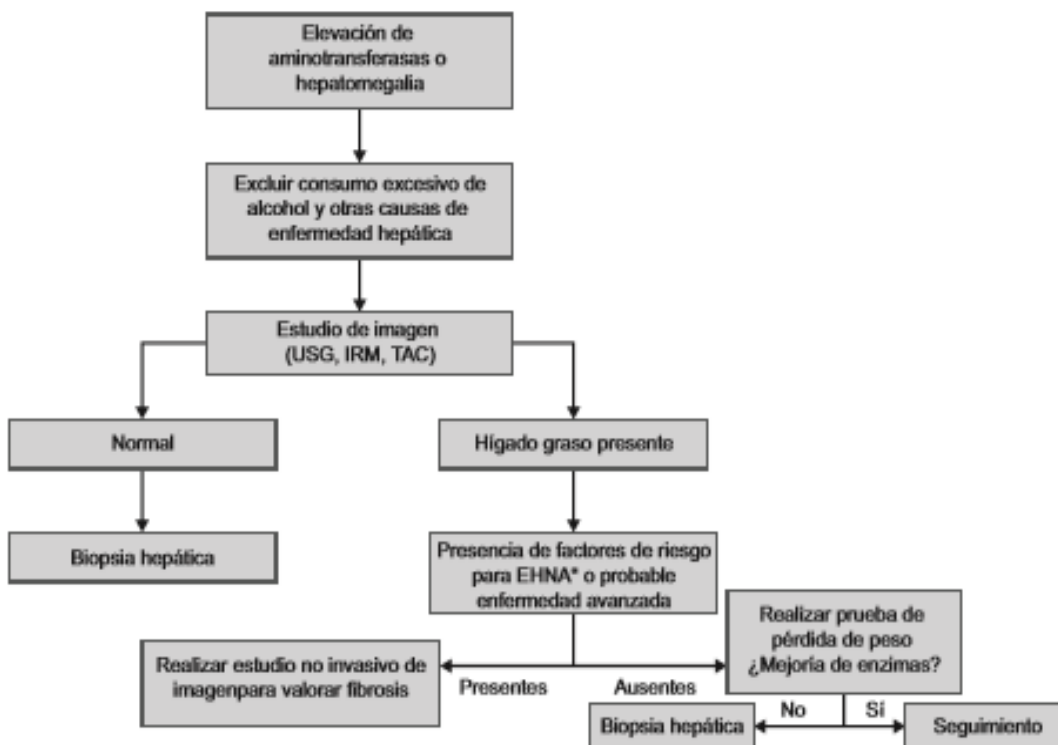 Elevación de
aminotransferasas o
hepatomegalia
Excluir consumo excesivo de
alcohol y otras causas de
enfermedad hepática
Estudio de imagen
(USG, IRM, TAC)
Normal
Hígado graso presente
Biopsia hepática
Presencia de factores de riesgo
para EHNA* o probable
enfermedad avanzada
Realizar prueba de
pérdida de peso
¿Mejoría de enzimas?
Realizar estudio no invasivo de
imagenpara valorar fibrosis
Presentes
Ausentes
No
Sí
Biopsia hepática
Seguimiento